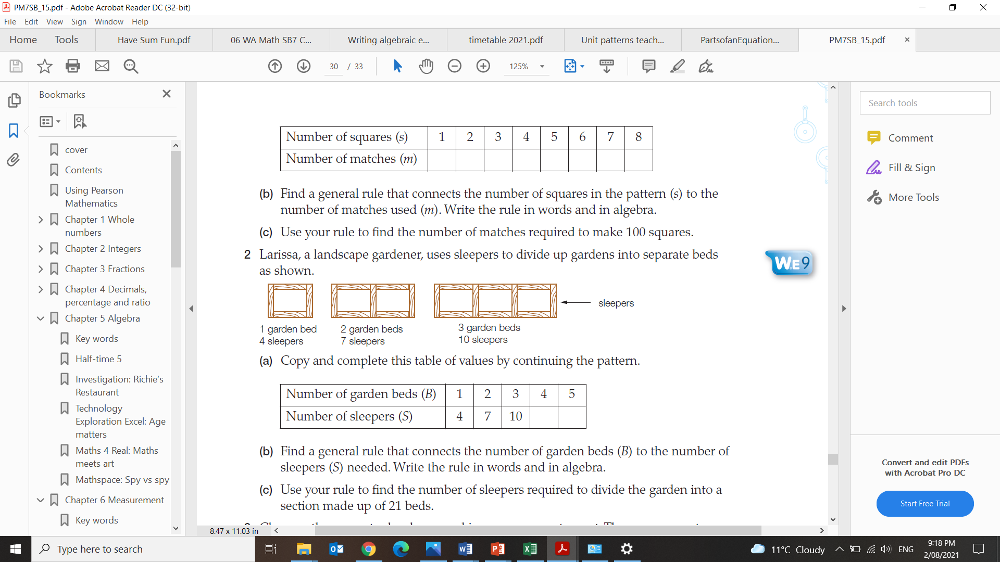 PM7SB_15.pdf - Adobe Acrobat Reader DC (32-bit)
File Edit View Sign Window Help
Home Tools Have Sum Fun.pdf 06 WA Math SB7 C... Writing algebraic e... timetable 2021.pdf Unit patterns teach... PartsofanEquation... PM7SB_15.pdf
30 / 33 125%
Bookmarks
cover
Contents
Using Pearson
Mathematics
Chapter 1 Whole
numbers
Chapter 2 Integers
Chapter 3 Fractions
Chapter 4 Decimals,
percentage and ratio
Chapter 5 Algebra
Key words
Half-time 5
Investigation: Richie's
Restaurant
Technology
Exploration Excel: Age
matters
Maths 4 Real: Maths
meets art
Mathspace: Spy vs spy
Chapter 6 Measurement
Key words
Number of squares (s) 1 2 3 4 5 6 7 8
Number of matches (m)
(b) Find a general rule that connects the number of squares in the pattern (s) to the
number of matches used (m). Write the rule in words and in algebra.
(c) Use your rule to find the number of matches required to make 100 squares.
2 Larissa, a landscape gardener, uses sleepers to divide up gardens into separate beds
as shown.
W.E 9
sleepers
1 garden bed 2 garden beds 3 garden beds
4 sleepers 7 sleepers 10 sleepers
(a) Copy and complete this table of values by continuing the pattern.
Number of garden beds (B) 1 2 3 4 5
Number of sleepers (S) 4 7 10
(b) Find a general rule that connects the number of garden beds (B) to the number of
sleepers (S) needed. Write the rule in words and in algebra.
(c) Use your rule to find the number of sleepers required to divide the garden into a
section made up of 21 beds.
8.47 x 11.03 in
Search tools
Comment
Fill & Sign
More Tools
Convert and edit PDFs
with Acrobat Pro DC
Start Free Trial
Type here to search
11°C Cloudy
ENG
9:18 PM
2/08/2021